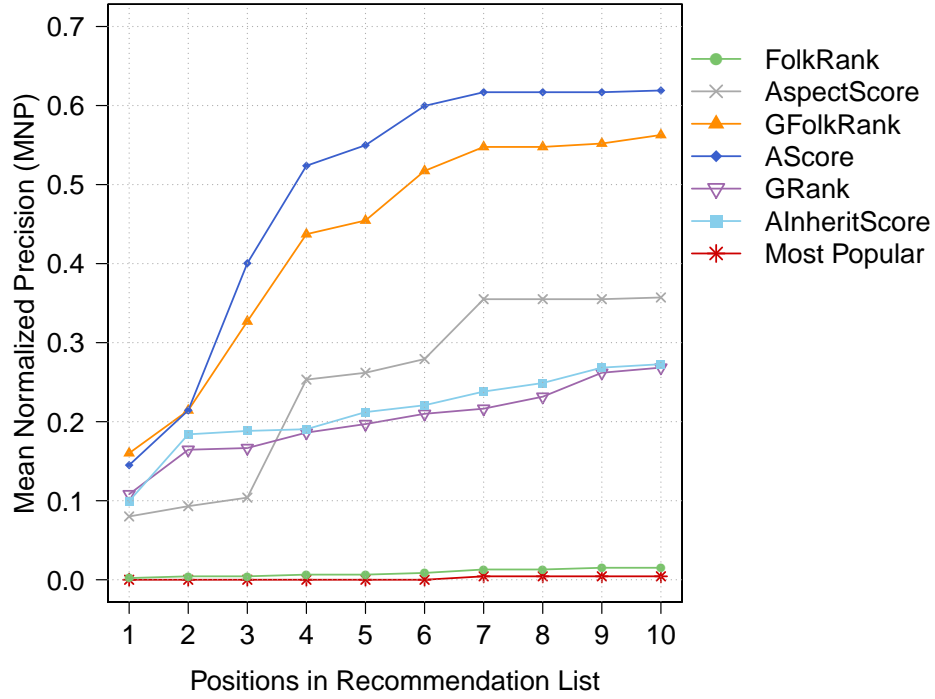 Mean Normalized Precision (MNP)
0.7
0.6
0.5
0.4
0.3
0.2
0.1
0.0
1 2 3 4 5 6 7 8 9 10
Positions in Recommendation List
FolkRank
AspectScore
GFolkRank
AScore
GRank
AInheritScore
Most Popular